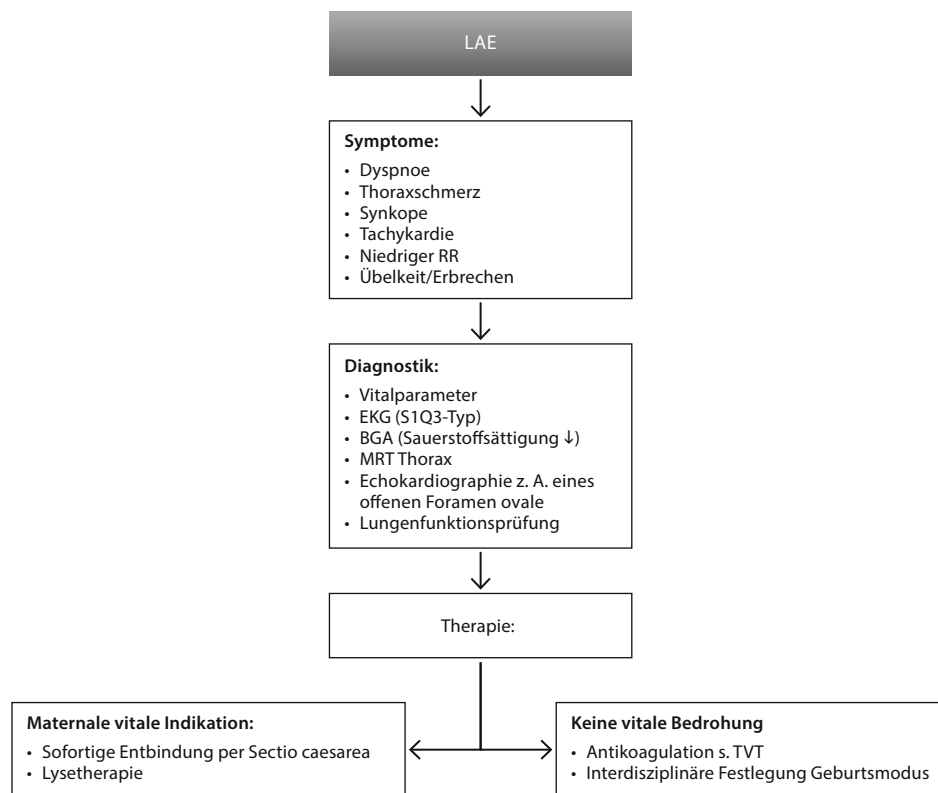 LAE
Symptome:
• Dyspnoe
• Thoraxschmerz
• Synkope
• Tachykardie
• Niedriger RR
• Übelkeit/Erbrechen
Diagnostik:
• Vitalparameter
• EKG (S1Q3-Typ)
• BGA (Sauerstoffsättigung ↓)
• MRT Thorax
• Echokardiographie z. A. eines
offenen Foramen ovale
• Lungenfunktionsprüfung
Therapie:
Maternale vitale Indikation:
• Sofortige Entbindung per Sectio caesarea
• Lysetherapie
Keine vitale Bedrohung
• Antikoagulation s. TVT
• Interdisziplinäre Festlegung Geburtsmodus